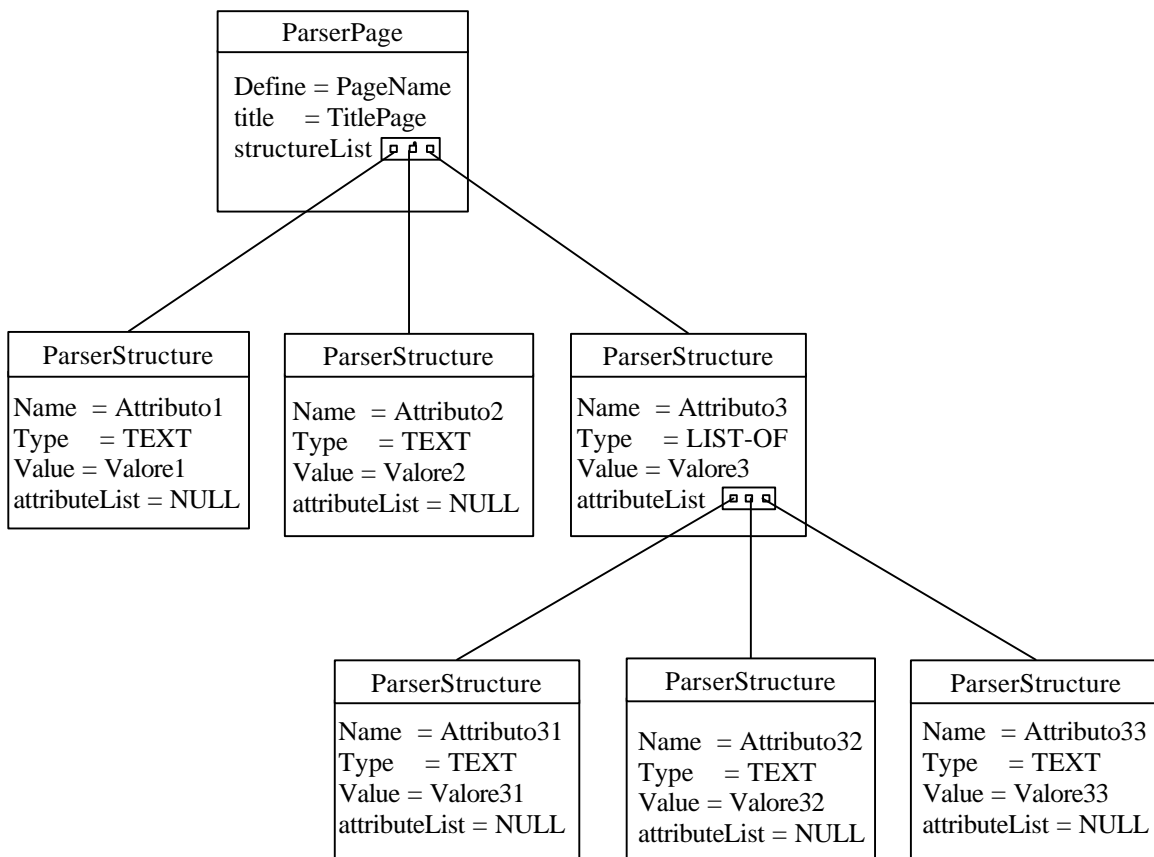 ParserPage
Define = PageName
title = TitlePage
structureList
ParserStructure
Name = Attributo1
Type = TEXT
Value = Valore1
attributeList = NULL
ParserStructure
Name = Attributo2
Type = TEXT
Value = Valore2
attributeList = NULL
ParserStructure
Name = Attributo3
Type = LIST-OF
Value = Valore3
attributeList
ParserStructure
Name = Attributo31
Type = TEXT
Value = Valore31
attributeList = NULL
ParserStructure
Name = Attributo32
Type = TEXT
Value = Valore32
attributeList = NULL
ParserStructure
Name = Attributo33
Type = TEXT
Value = Valore33
attributeList = NULL